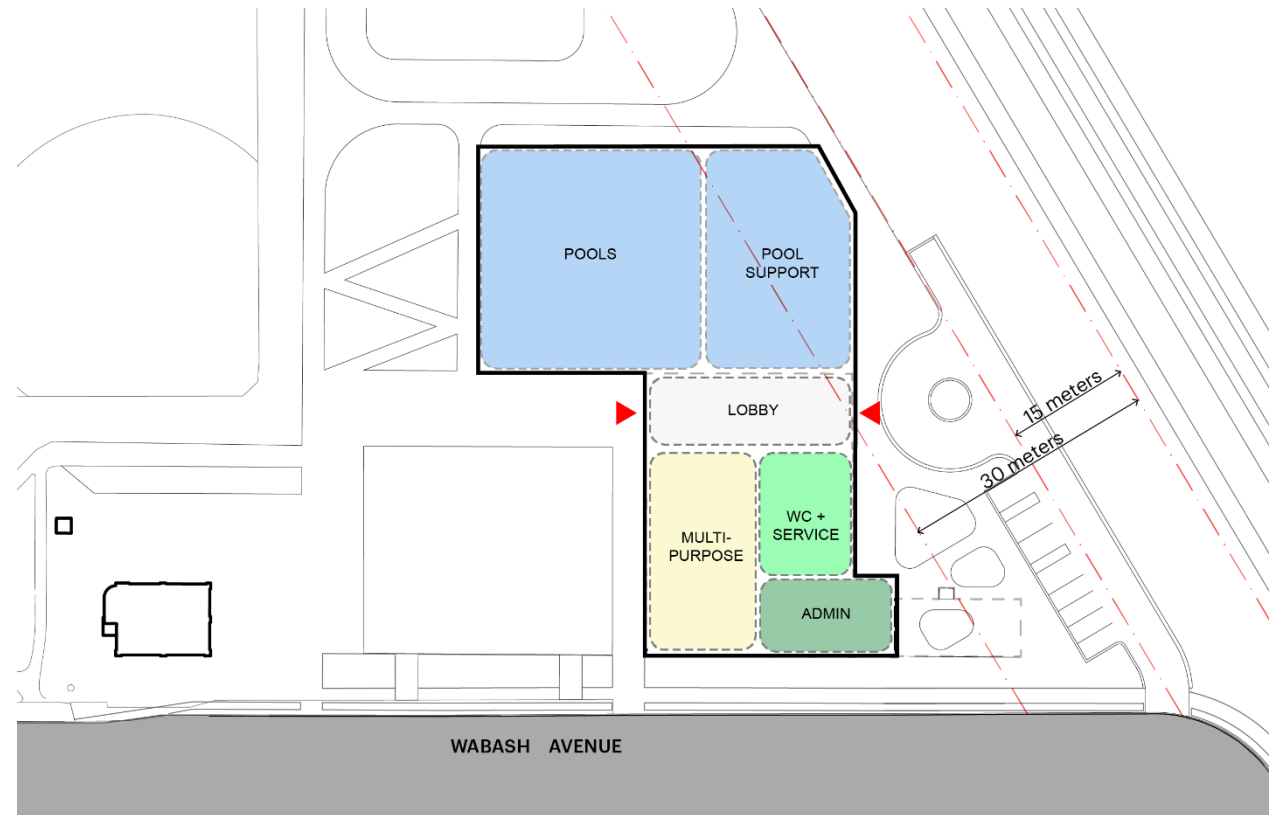 POOLS
POOL
SUPPORT
LOBBY
15 meters
30 meters
MULTI-
PURPOSE
WC +
SERVICE
ADMIN
WABASH AVENUE